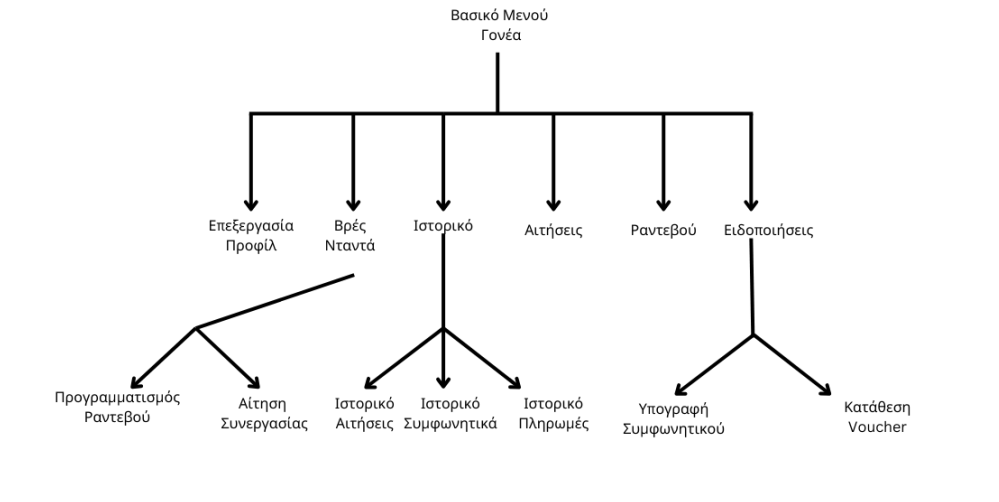 Βασικό Μενού
Γονέα
Επεξεργασία
Προφίλ
Βρές
Νταντά
Ιστορικό
Αιτήσεις
Ραντεβού
Ειδοποιήσεις
Προγραμματισμός
Ραντεβού
Αίτηση
Συνεργασίας
Ιστορικό
Αιτήσεις
Ιστορικό
Συμφωνητικά
Ιστορικό
Πληρωμές
Υπογραφή
Συμφωνητικού
Κατάθεση
Voucher